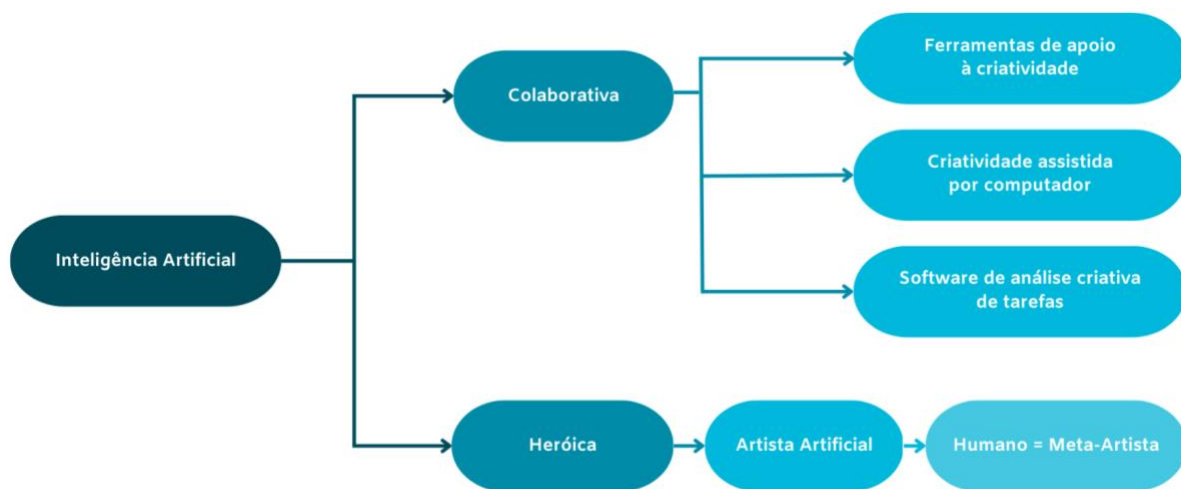 Inteligência Artificial
Colaborativa
Ferramentas de apoio
à criatividade
Criatividade assistida
por computador
Software de análise criativa
de tarefas
Heróica
Artista Artificial
Humano = Meta-Artista